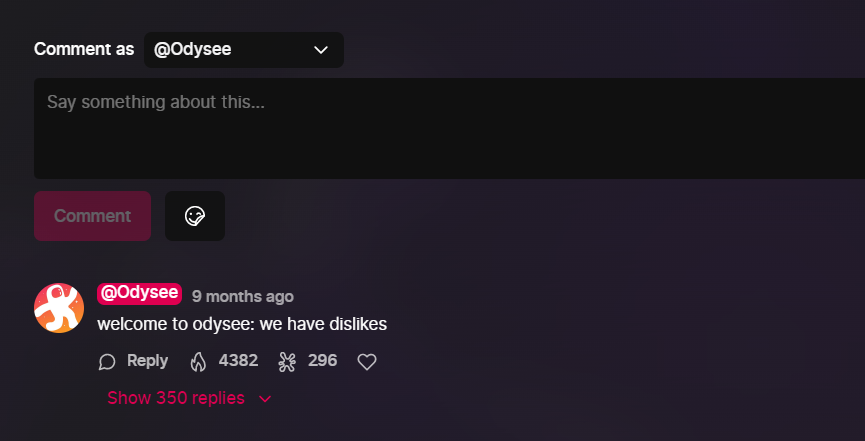 Comment as @Odysee
Say something about this...
Comment
@Odysee 9 months ago
welcome to odysee: we have dislikes
Reply 4382 296
Show 350 replies